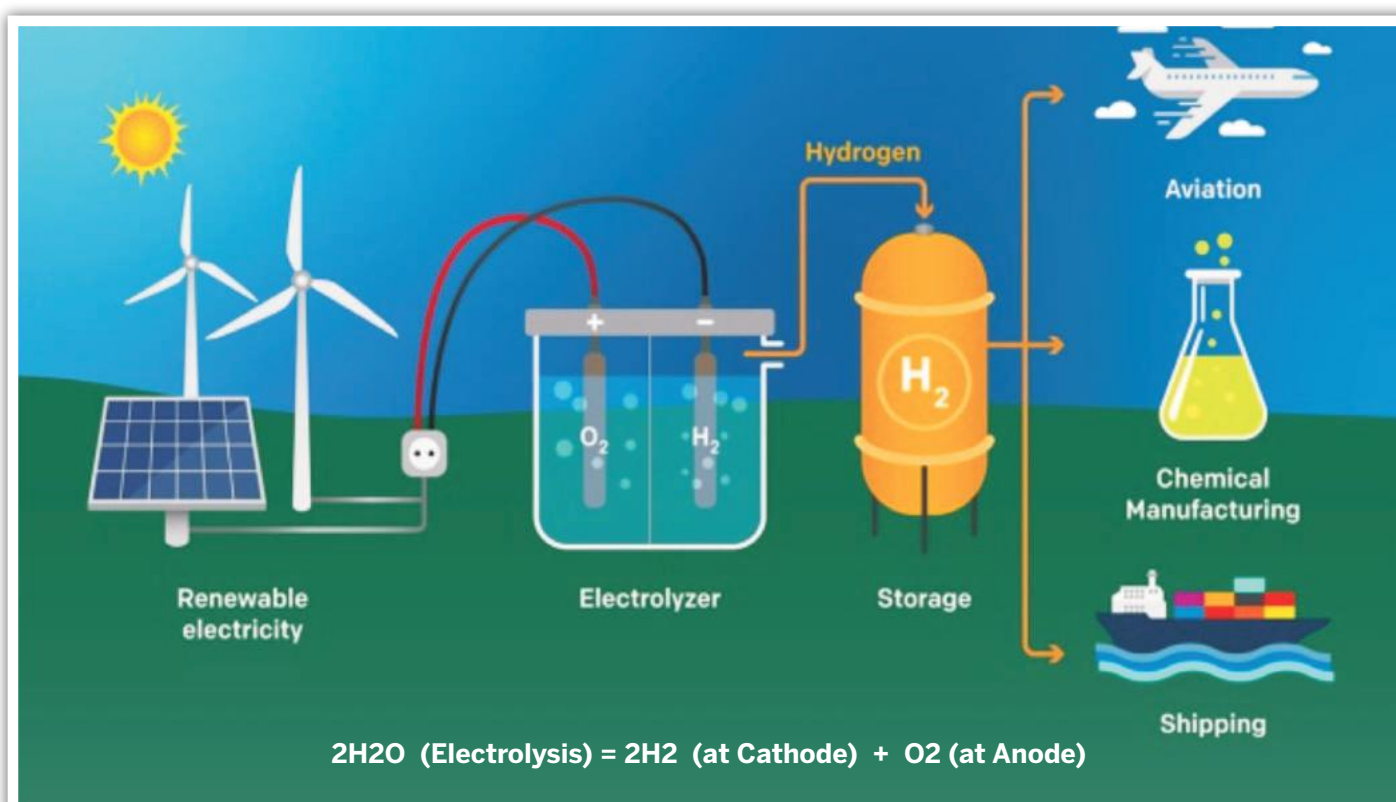 Hydrogen
Aviation
+
−
O₂
H₂
H₂
Chemical
Manufacturing
Renewable
electricity
Electrolyzer
Storage
Shipping
2H2O (Electrolysis) = 2H2 (at Cathode) + O2 (at Anode)